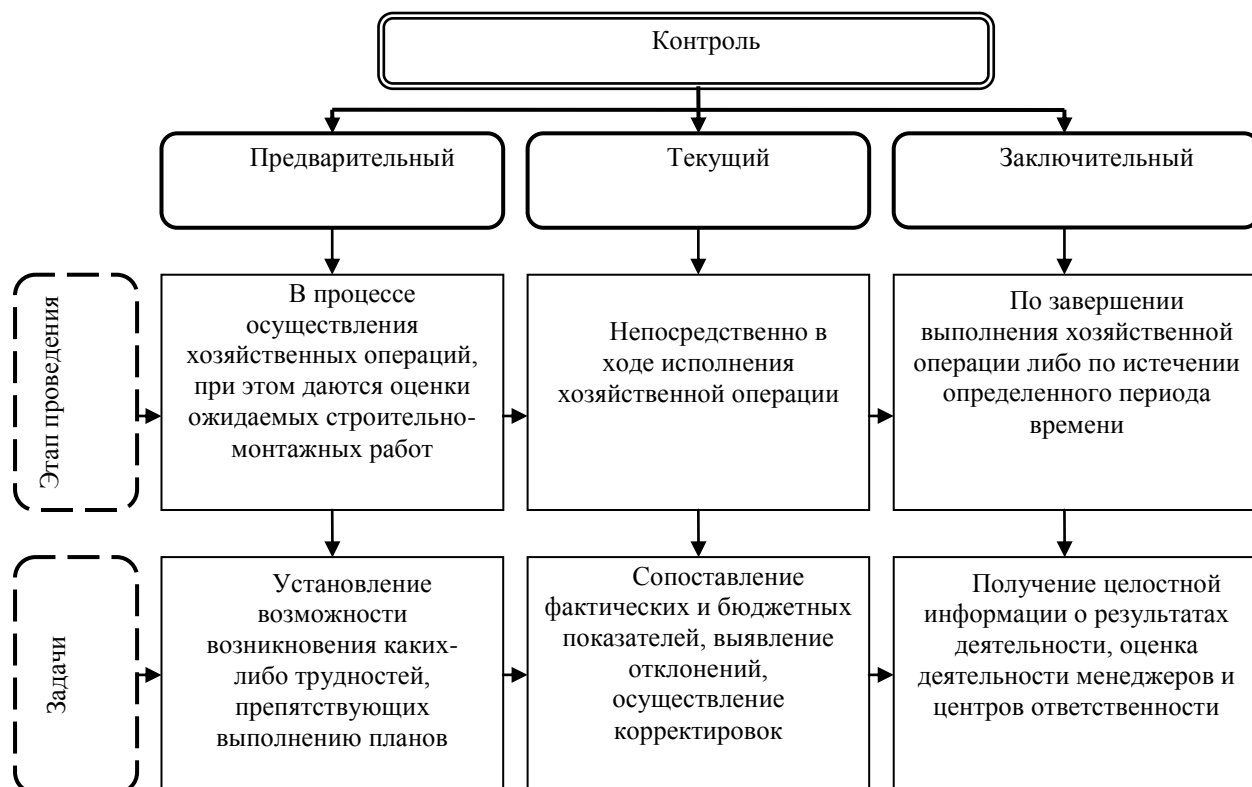 Контроль
Предварительный
Текущий
Заключительный
Этап проведения
В процессе
осуществления
хозяйственных операций,
при этом даются оценки
ожидаемых строительно-
монтажных работ
Непосредственно в
ходе исполнения
хозяйственной операции
По завершении
выполнения хозяйственной
операции либо по истечении
определенного периода
времени
Задачи
Установление
возможности
возникновения каких-
либо трудностей,
препятствующих
выполнению планов
Сопоставление
фактических и бюджетных
показателей, выявление
отклонений,
осуществление
корректировок
Получение целостной
информации о результатах
деятельности, оценка
деятельности менеджеров и
центров ответственности